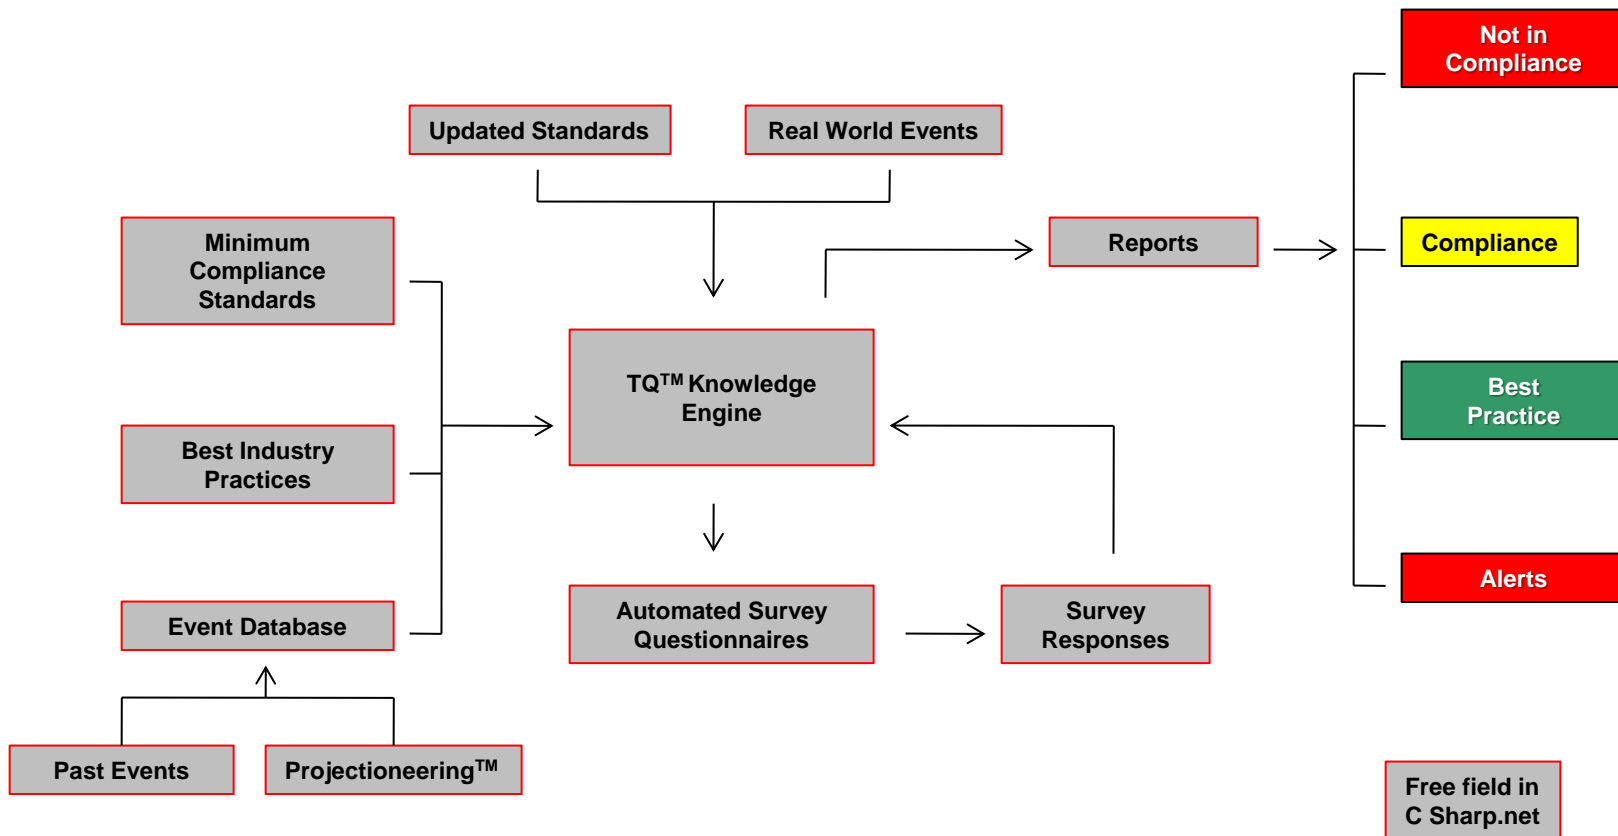 Not in
Compliance
Updated Standards
Real World Events
Minimum
Compliance
Standards
Reports
Compliance
TQ™ Knowledge
Engine
Best
Practice
Best Industry
Practices
Alerts
Event Database
Automated Survey
Questionnaires
Survey
Responses
Past Events
Projectioneering™
Free field in
C Sharp.net